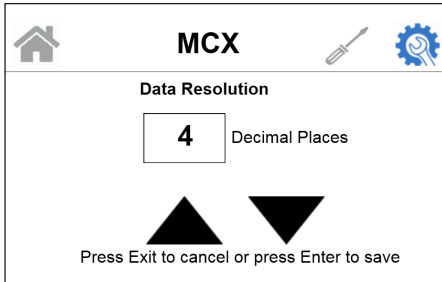 MCX
Data Resolution
4 Decimal Places
Press Exit to cancel or press Enter to save